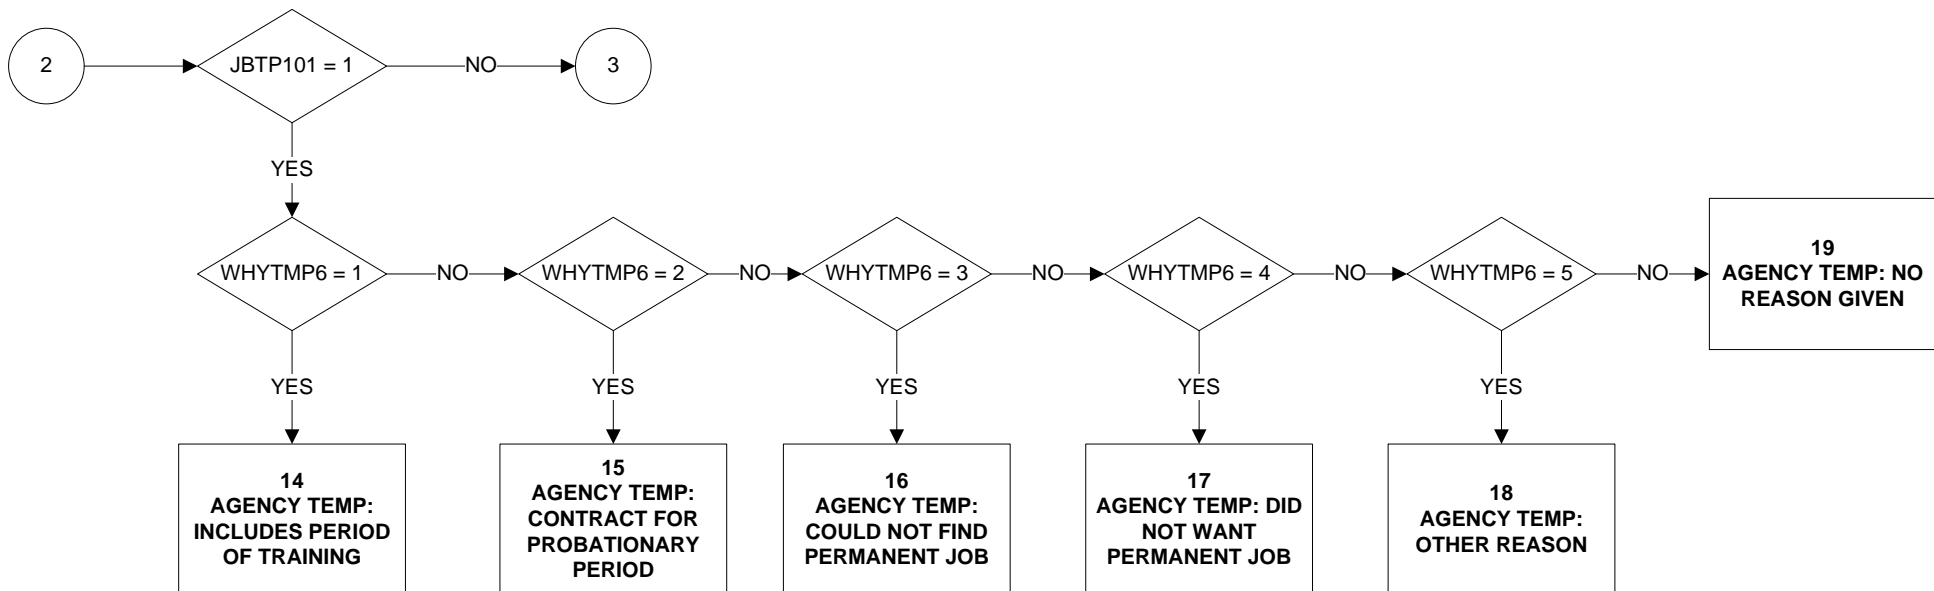 2
JBTP101 = 1
NO
3
YES
WHYTMP6 = 1
NO
WHYTMP6 = 2
NO
WHYTMP6 = 3
NO
WHYTMP6 = 4
NO
WHYTMP6 = 5
NO
19
AGENCY TEMP: NO
REASON GIVEN
YES
YES
YES
YES
YES
14
AGENCY TEMP:
INCLUDES PERIOD
OF TRAINING
15
AGENCY TEMP:
CONTRACT FOR
PROBATIONARY
PERIOD
16
AGENCY TEMP:
COULD NOT FIND
PERMANENT JOB
17
AGENCY TEMP: DID
NOT WANT
PERMANENT JOB
18
AGENCY TEMP:
OTHER REASON